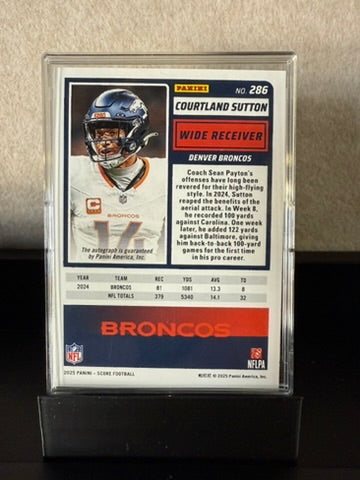 PANINI
NO. 286
COURTLAND SUTTON
WIDE RECEIVER
DENVER BRONCOS
Coach Sean Payton's
offenses have long been
revered for their high-flying
style. In 2024, Sutton
reaped the benefits of the
aerial attack. In Week 8,
he recorded 100 yards
against Carolina. One week
later, he added 122 yards
against Baltimore, giving
him back-to-back 100-yard
games for the first time
in his pro career.
C
BRONCOS
14
The autograph is guaranteed
by Panini America, Inc.
YEAR TEAM REC YDS AVG TD
2024 BRONCOS 81 1081 13.3 8
NFL TOTALS 379 5340 14.1 32
BRONCOS
NFL
NFLPA
2025 PANINI – SCORE FOOTBALL
© 2025 Panini America, Inc.